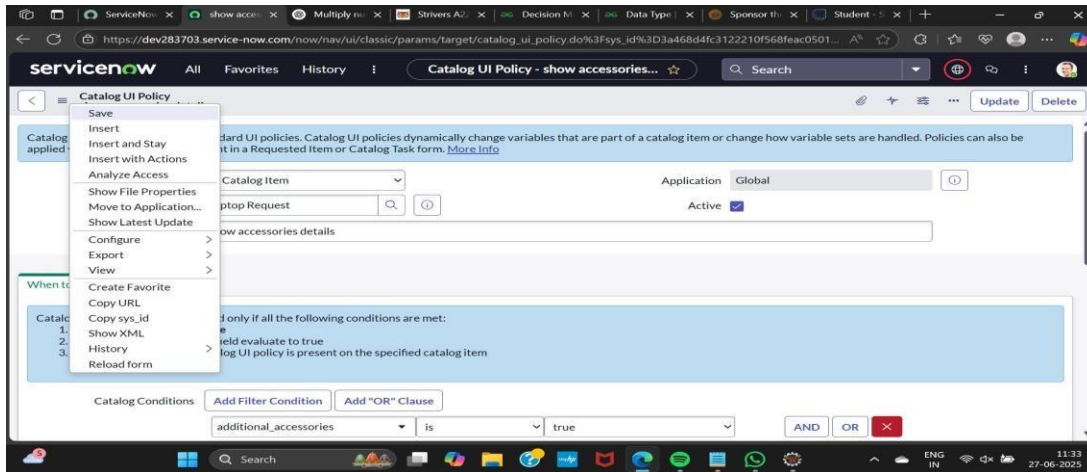 ServiceNow
show acces
Multiply nu
Strivers A2
Decision M
Data Type
Sponsor th
Student - S
https://dev283703.service-now.com/now/nav/ui/classic/params/target/catalog_ui_policy.do%3Fsys_id%3D3a468d4fc3122210f568feac0501...
servicenow All Favorites History Catalog UI Policy - show accessories... Search
Catalog UI Policy
Update Delete
Save
Insert
Insert and Stay
Insert with Actions
Analyze Access
Show File Properties
Move to Application...
Show Latest Update
Configure >
Export >
View >
Create Favorite
Copy URL
Copy sys_id
Show XML
History >
Reload form
Catalog dard UI policies. Catalog UI policies dynamically change variables that are part of a catalog item or change how variable sets are handled. Policies can also be
applied t in a Requested Item or Catalog Task form. More Info
Catalog Item Application Global
ptop Request Active
ow accessories details
When to
Catalo d only if all the following conditions are met:
1. e
2. ield evaluate to true
3. log UI policy is present on the specified catalog item
Catalog Conditions Add Filter Condition Add "OR" Clause
additional_accessories is true AND OR
Search ENG IN 11:33 27-06-2025